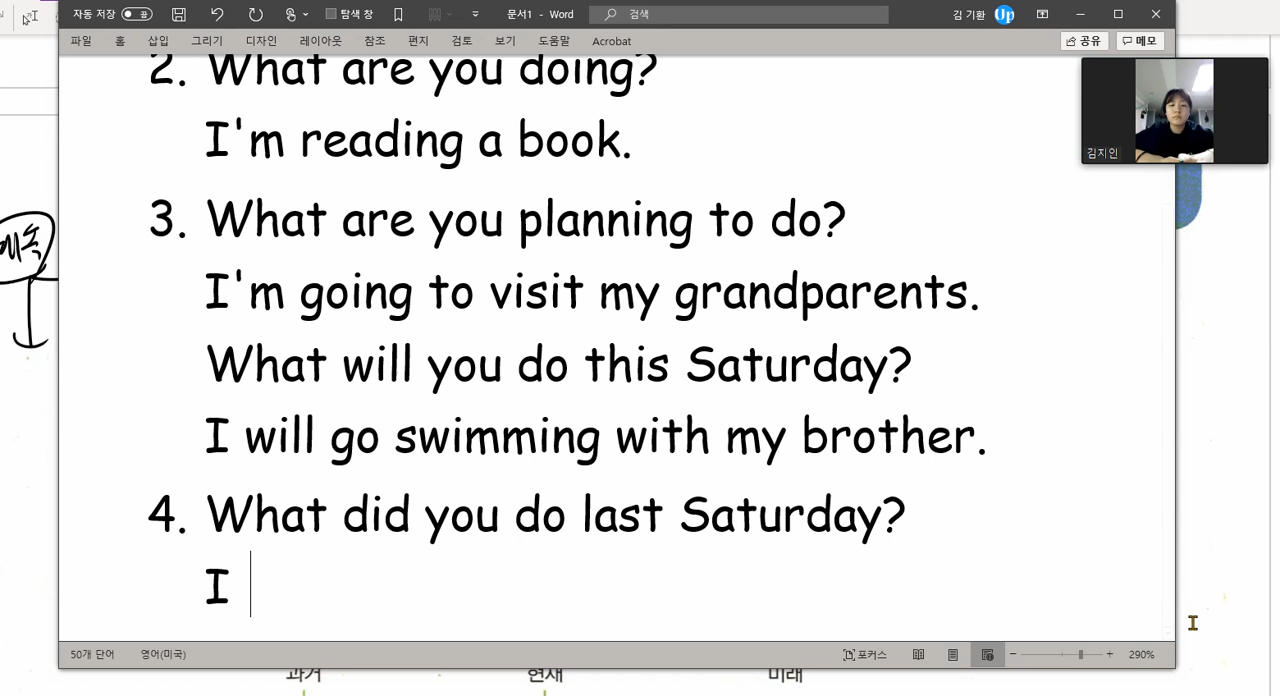 자동 저장 끔 탐색 창 문서1 - Word 검색 김 기환 Up
파일 홈 삽입 그리기 디자인 레이아웃 참조 편지 검토 보기 도움말 Acrobat 공유 메모
2. What are you doing?
I'm reading a book.
김지인
3. What are you planning to do?
I'm going to visit my grandparents.
What will you do this Saturday?
I will go swimming with my brother.
4. What did you do last Saturday?
I
50개 단어 영어(미국) 포커스 290%
과거 현재 미래